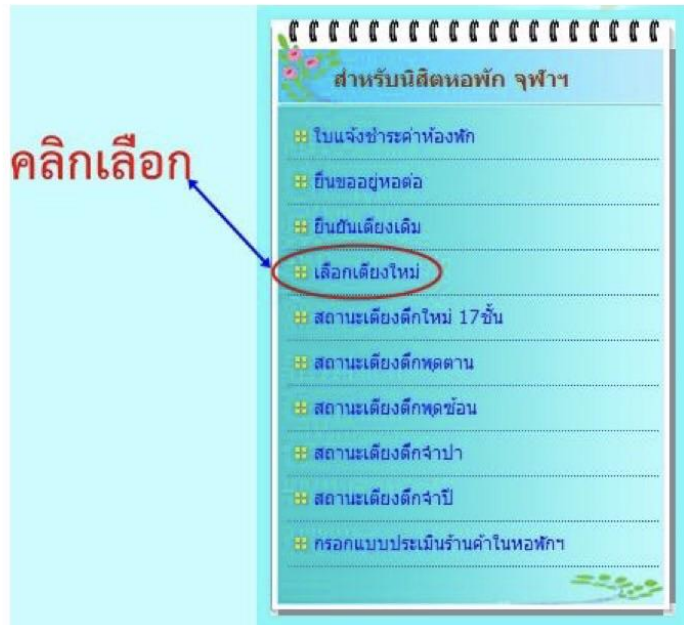 สำหรับนิสิตหอพัก จุฬาฯ
ใบแจ้งชำระค่าห้องพัก
คลิกเลือก
ยื่นขออยู่หอต่อ
ยืนยันเตียงเดิม
เลือกเตียงใหม่
สถานะเตียงตึกใหม่ 17ชั้น
สถานะเตียงตึกพุดตาน
สถานะเตียงตึกพุดซ้อน
สถานะเตียงตึกจำปา
สถานะเตียงตึกจำปี
กรอกแบบประเมินร้านค้าในหอพักฯ